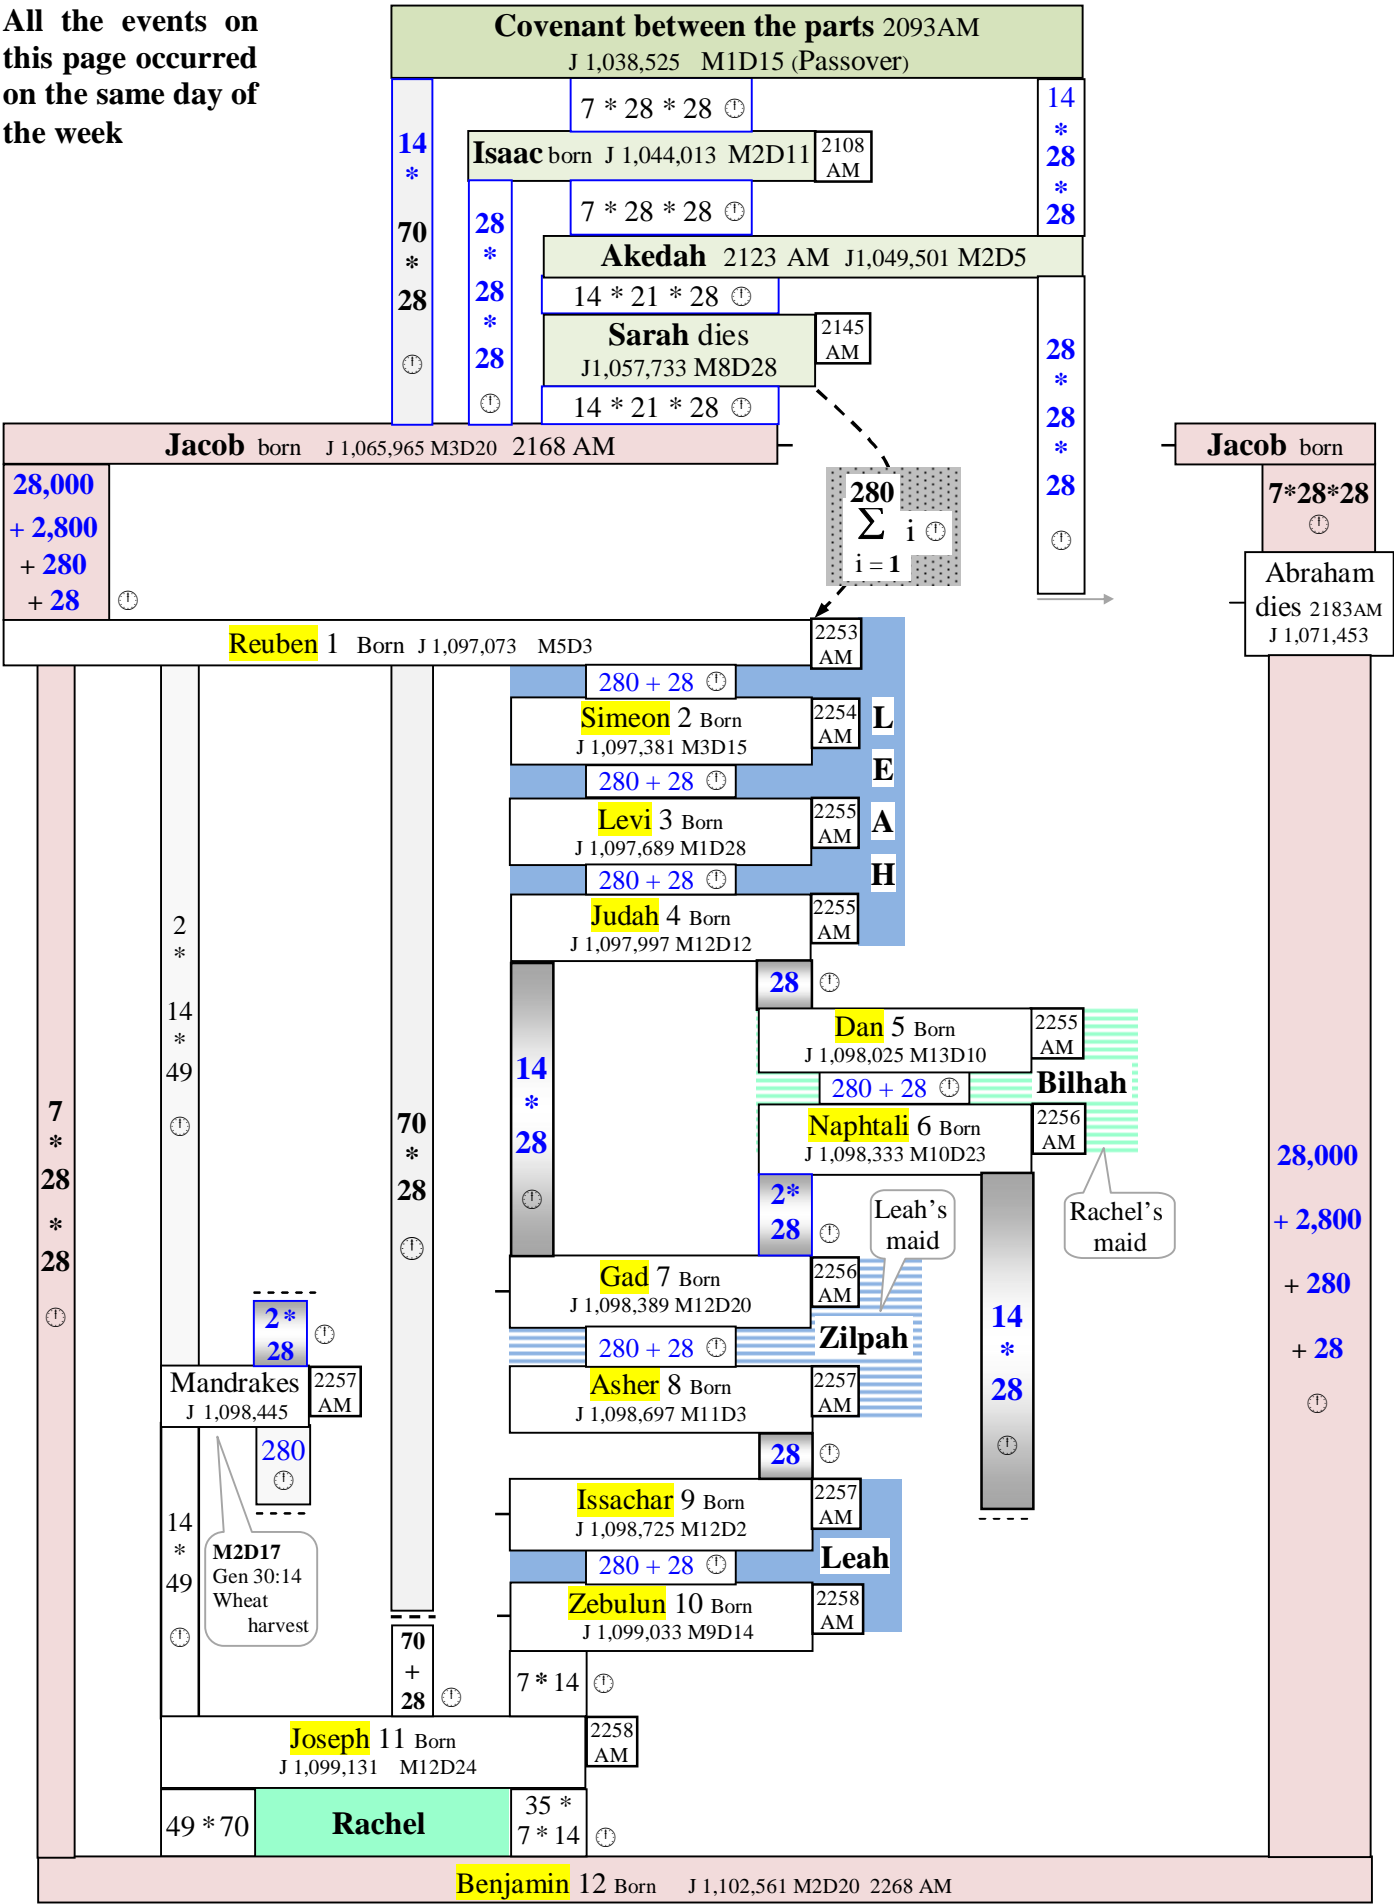 All the events on
this page occurred
on the same day of
the week
Covenant between the parts 2093AM
J 1,038,525 M1D15 (Passover)
14
*
70
*
28
7 * 28 * 28
14
*
28
*
28
Isaac born J 1,044,013 M2D11
2108
AM
28
*
28
*
28
7 * 28 * 28
Akedah 2123 AM J1,049,501 M2D5
14 * 21 * 28
Sarah dies
J1,057,733 M8D28
2145
AM
14 * 21 * 28
28
*
28
*
28
Jacob born J 1,065,965 M3D20 2168 AM
Jacob born
28,000
+ 2,800
+ 280
+ 28
280
Σ i
i = 1
7*28*28
Abraham
dies 2183AM
J 1,071,453
Reuben 1 Born J 1,097,073 M5D3
2253
AM
280 + 28
Simeon 2 Born
J 1,097,381 M3D15
2254
AM
280 + 28
Levi 3 Born
J 1,097,689 M1D28
2255
AM
280 + 28
Judah 4 Born
J 1,097,997 M12D12
2255
AM
L
E
A
H
28
Dan 5 Born
J 1,098,025 M13D10
2255
AM
280 + 28
Bilhah
Naphtali 6 Born
J 1,098,333 M10D23
2256
AM
Rachel's
maid
2
*
14
*
49
7
*
28
*
28
70
*
28
14
*
28
2*
28
Leah's
maid
Gad 7 Born
J 1,098,389 M12D20
2256
AM
280 + 28
Zilpah
Asher 8 Born
J 1,098,697 M11D3
2257
AM
14
*
28
28,000
+ 2,800
+ 280
+ 28
2*
28
Mandrakes
J 1,098,445
2257
AM
280
28
Issachar 9 Born
J 1,098,725 M12D2
2257
AM
280 + 28
Leah
Zebulun 10 Born
J 1,099,033 M9D14
2258
AM
14
*
49
M2D17
Gen 30:14
Wheat
harvest
70
+
28
7 * 14
Joseph 11 Born
J 1,099,131 M12D24
2258
AM
49 * 70
Rachel
35 *
7 * 14
Benjamin 12 Born J 1,102,561 M2D20 2268 AM